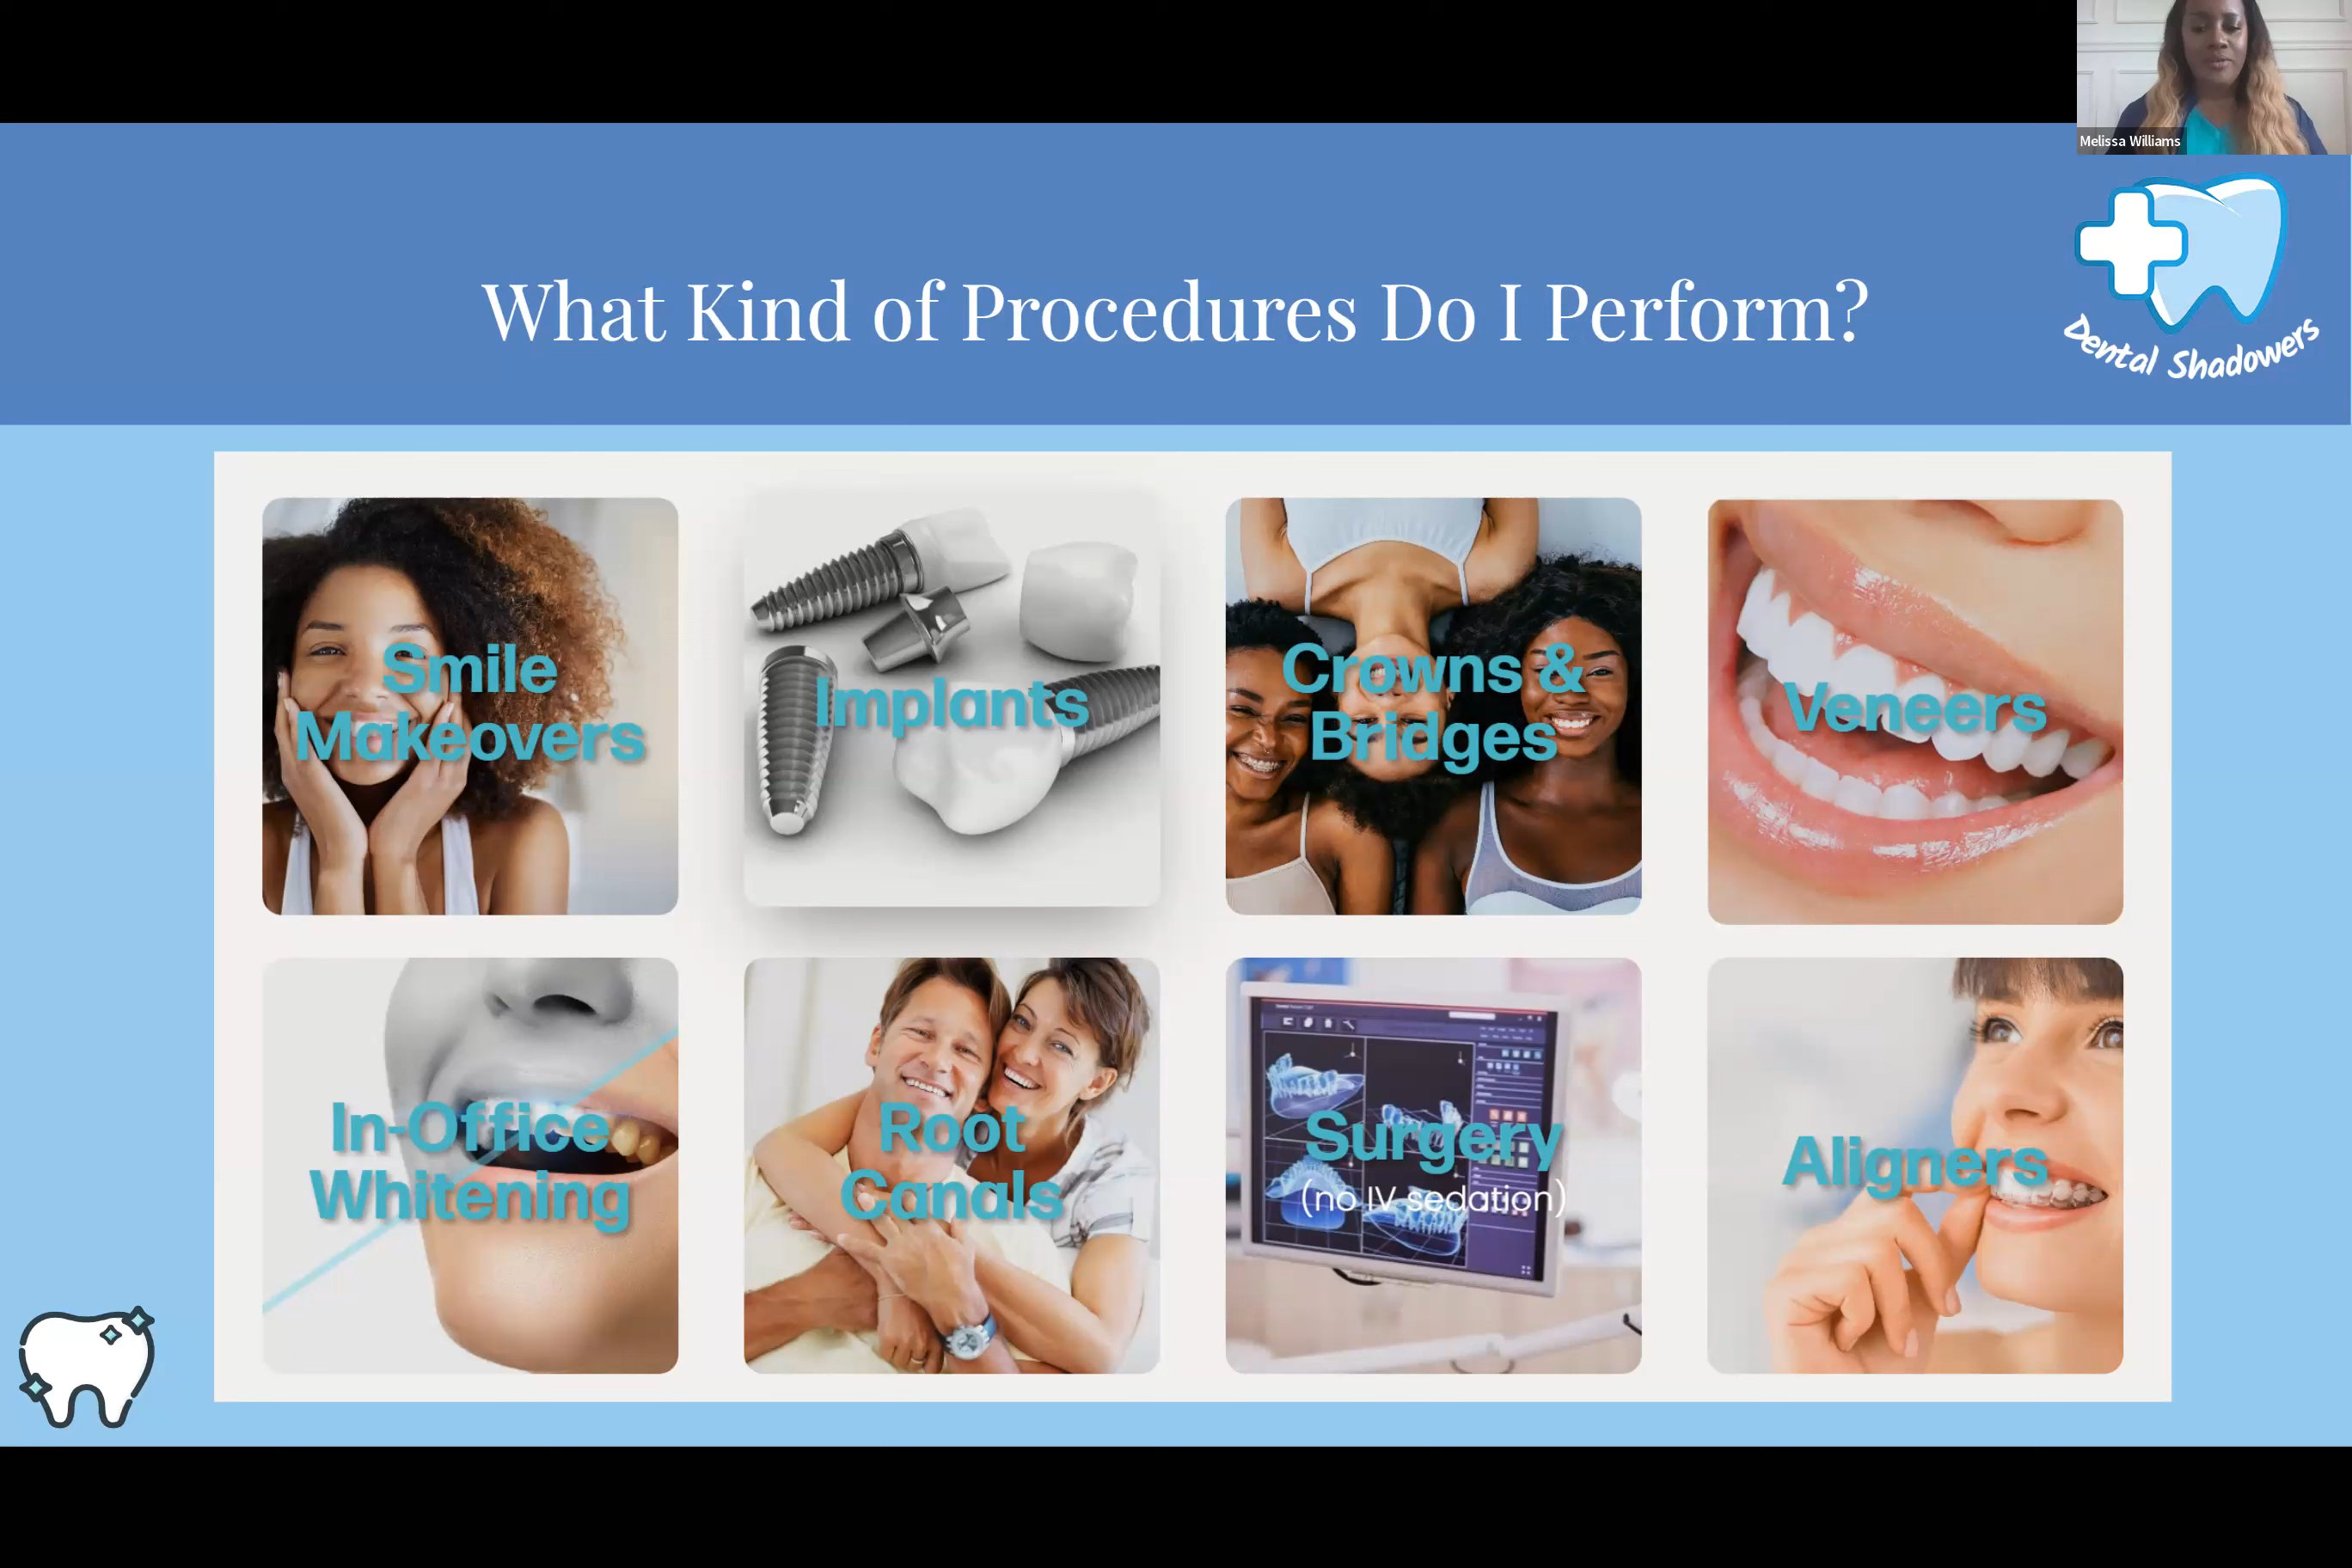 Melissa Williams
What Kind of Procedures Do I Perform?
Dental Shadowers
Smile
Makeovers
Implants
Crowns &
Bridges
Veneers
In-Office
Whitening
Root
Canals
Surgery
(no IV sedation)
Aligners